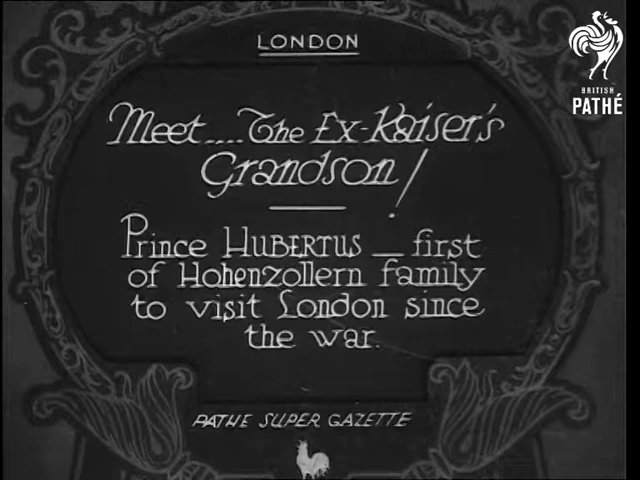 LONDON
BRITISH
PATHÉ
Meet....The Ex-Kaiser's
Grandson!
Prince HUBERTUS — first
of Hohenzollern family
to visit London since
the war.
PATHE SUPER GAZETTE